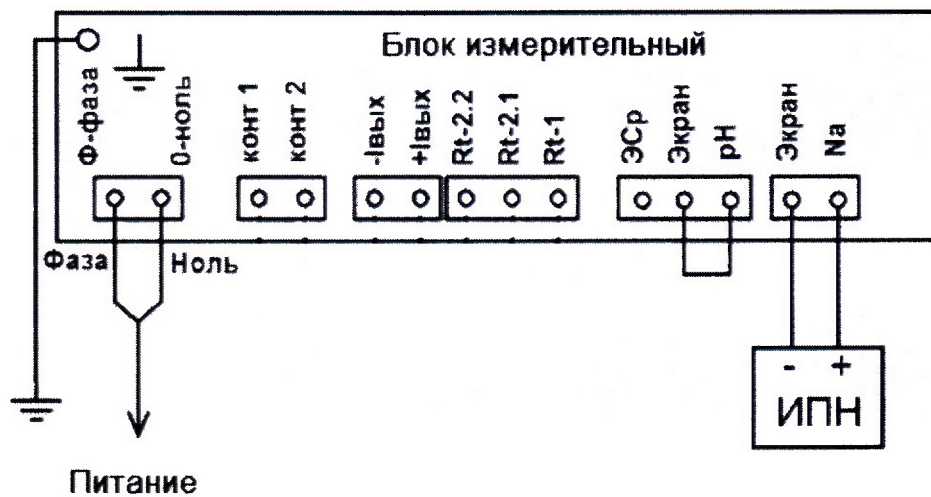 Блок измерительный
Ф-фаза
0-ноль
конт 1
конт 2
-Iвых
+Iвых
Rt-2.2
Rt-2.1
Rt-1
ЭСр
Экран
рН
Экран
Na
Фаза
Ноль
- +
ИПН
Питание